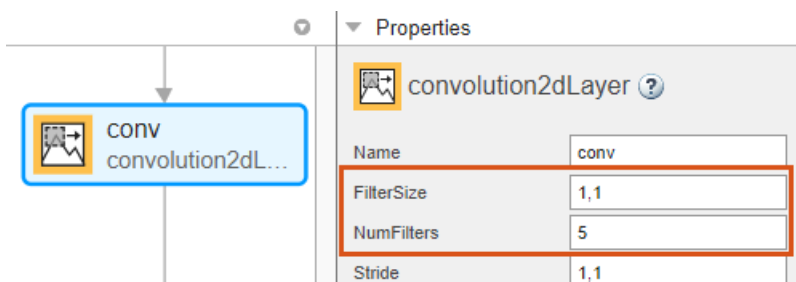 Properties
convolution2dLayer ?
conv
convolution2dL...
Name conv
FilterSize 1,1
NumFilters 5
Stride 1,1